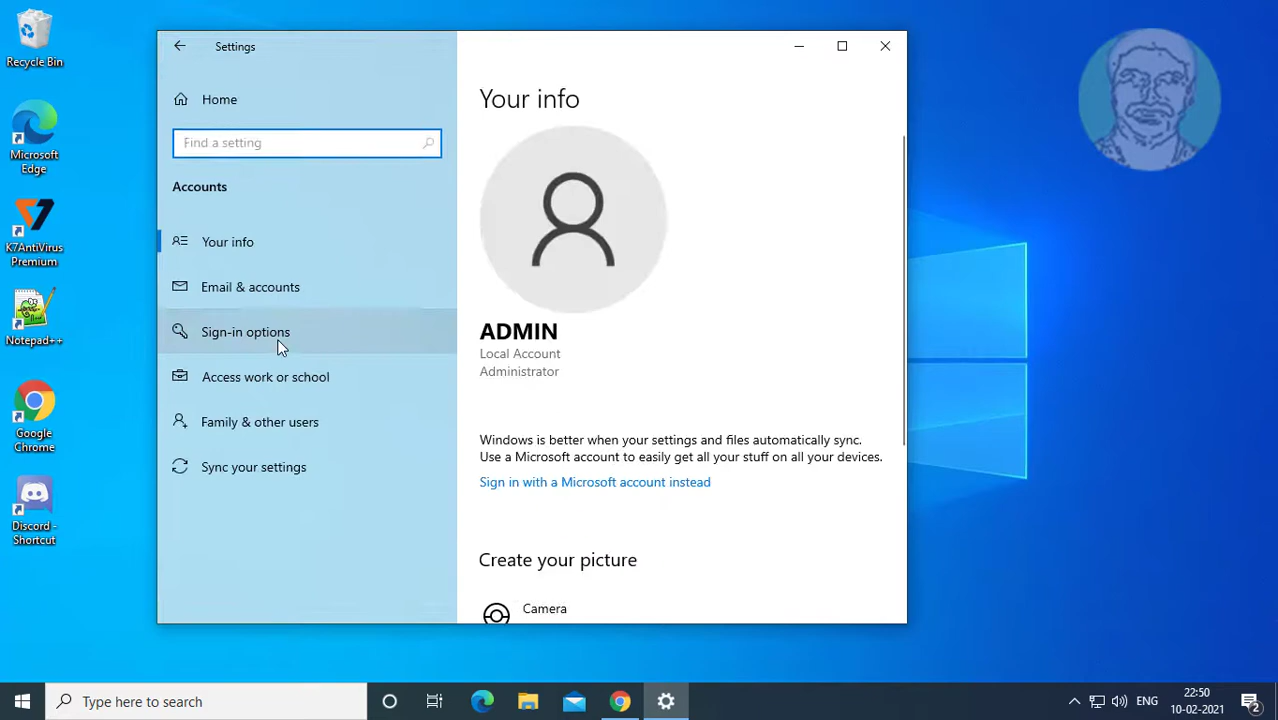 Recycle Bin
Microsoft
Edge
K7AntiVirus
Premium
Notepad++
Google
Chrome
Discord -
Shortcut
Settings
Home
Find a setting
Accounts
Your info
Email & accounts
Sign-in options
Access work or school
Family & other users
Sync your settings
Your info
ADMIN
Local Account
Administrator
Windows is better when your settings and files automatically sync.
Use a Microsoft account to easily get all your stuff on all your devices.
Sign in with a Microsoft account instead
Create your picture
Camera
Type here to search
ENG
22:50
10-02-2021
2